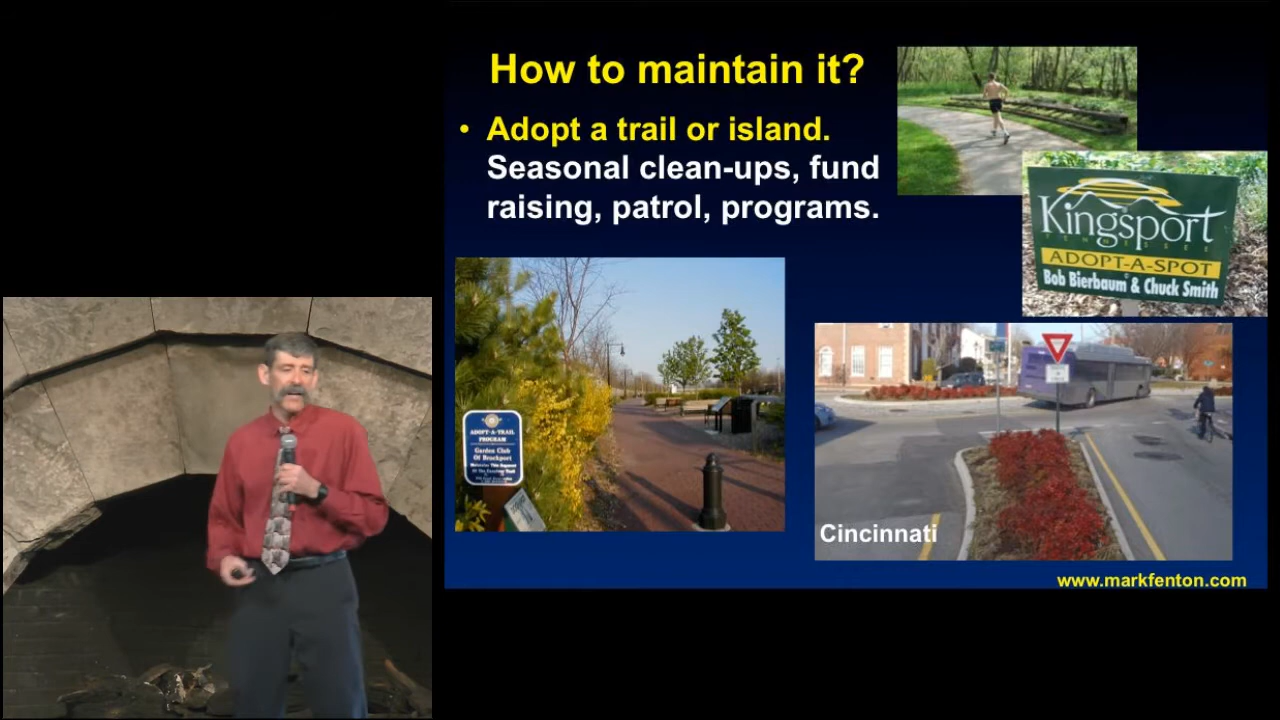 How to maintain it?
• Adopt a trail or island.
Seasonal clean-ups, fund
raising, patrol, programs.
Kingsport
TENNESSEE
ADOPT-A-SPOT
Bob Bierbaum & Chuck Smith
ADOPT-A-TRAIL
PROGRAM
Garden Club
Of Brockport
Cincinnati
www.markfenton.com